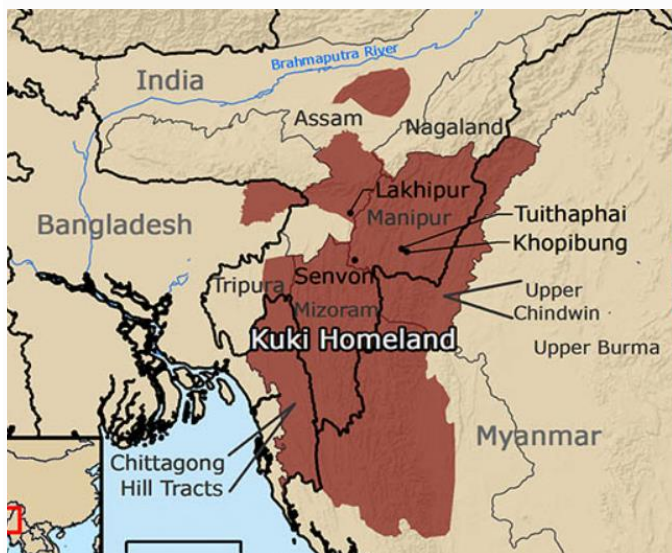 Brahmaputra River
India
Assam
Nagaland
Lakhipur
Manipur
Tuithaphai
Bangladesh
Khopibung
Senvon
Tripura
Upper
Chindwin
Mizoram
Kuki Homeland
Upper Burma
Myanmar
Chittagong
Hill Tracts